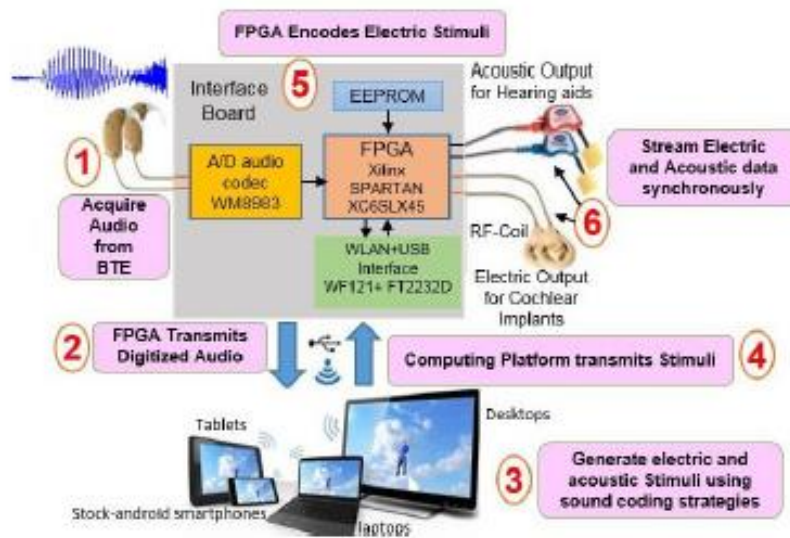 FPGA Encodes Electric Stimuli
5
Interface
Board
EEPROM
Acoustic Output
for Hearing aids
1
A/D audio
codec
WM8983
FPGA
Xilinx
SPARTAN
XC6SLX45
Stream Electric
and Acoustic data
synchronously
Acquire
Audio
from
BTE
6
RF-Coil
WLAN+USB
Interface
WF121+ FT2232D
Electric Output
for Cochlear
Implants
2
FPGA Transmits
Digitized Audio
Computing Platform transmits Stimuli
4
Tablets
Desktops
3
Generate electric and
acoustic Stimuli using
sound coding strategies
Stock-android smartphones
laptops